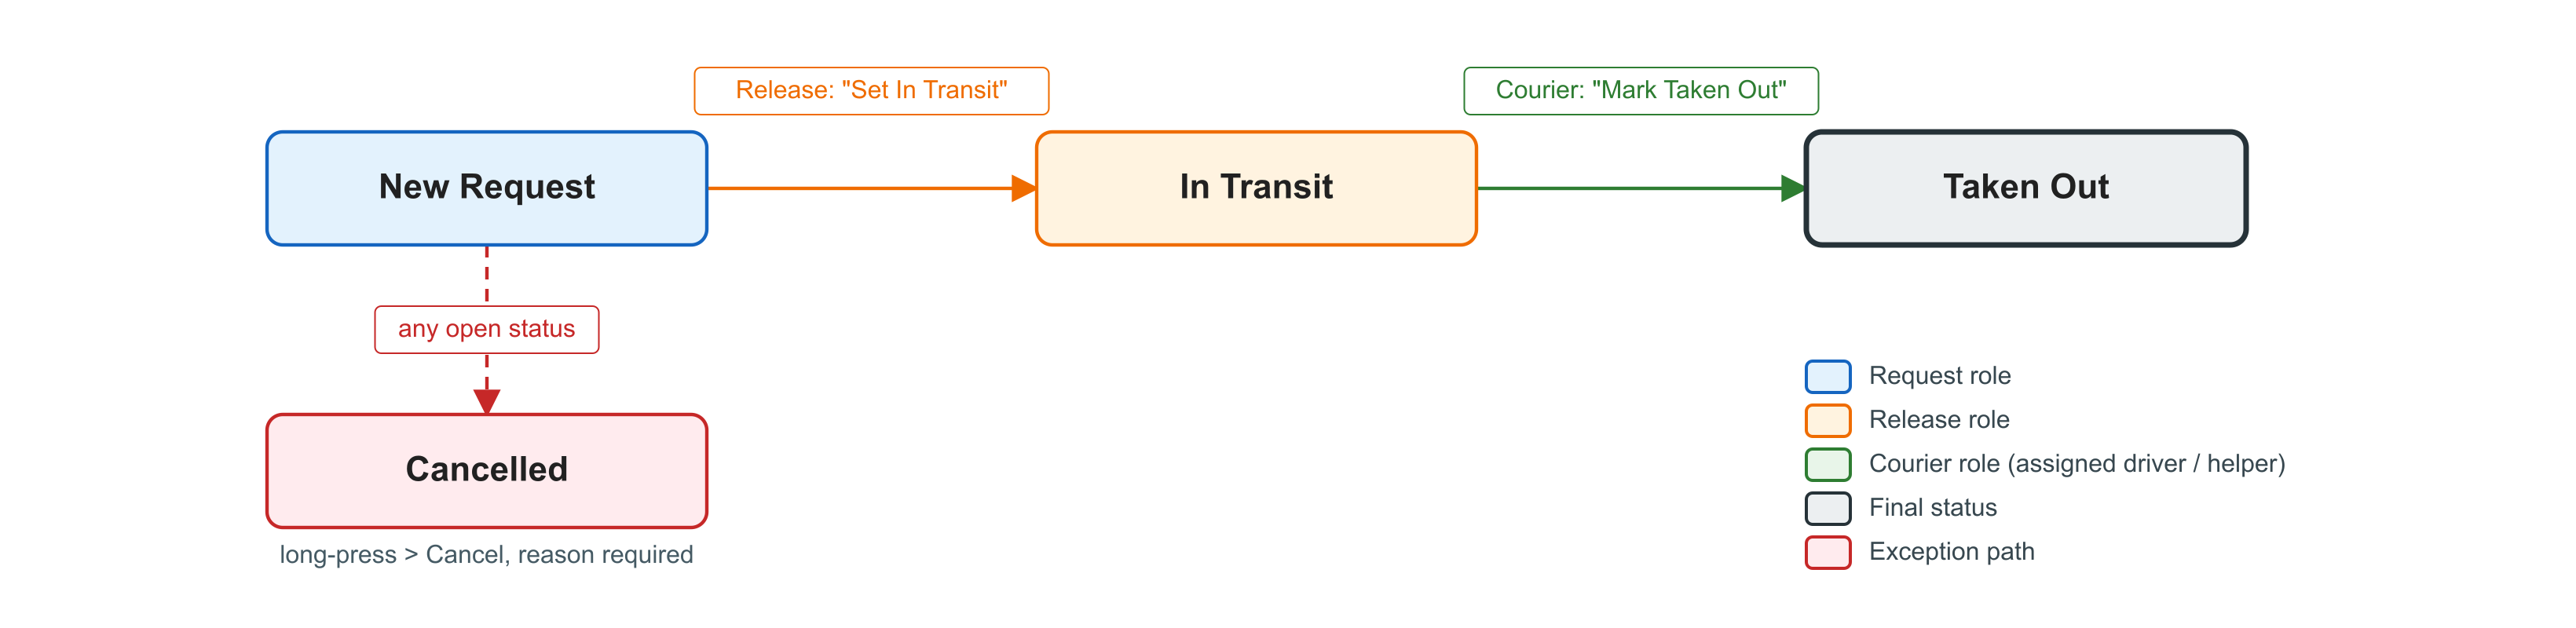 Release: "Set In Transit"
Courier: "Mark Taken Out"
New Request
In Transit
Taken Out
any open status
Cancelled
long-press > Cancel, reason required
Request role
Release role
Courier role (assigned driver / helper)
Final status
Exception path